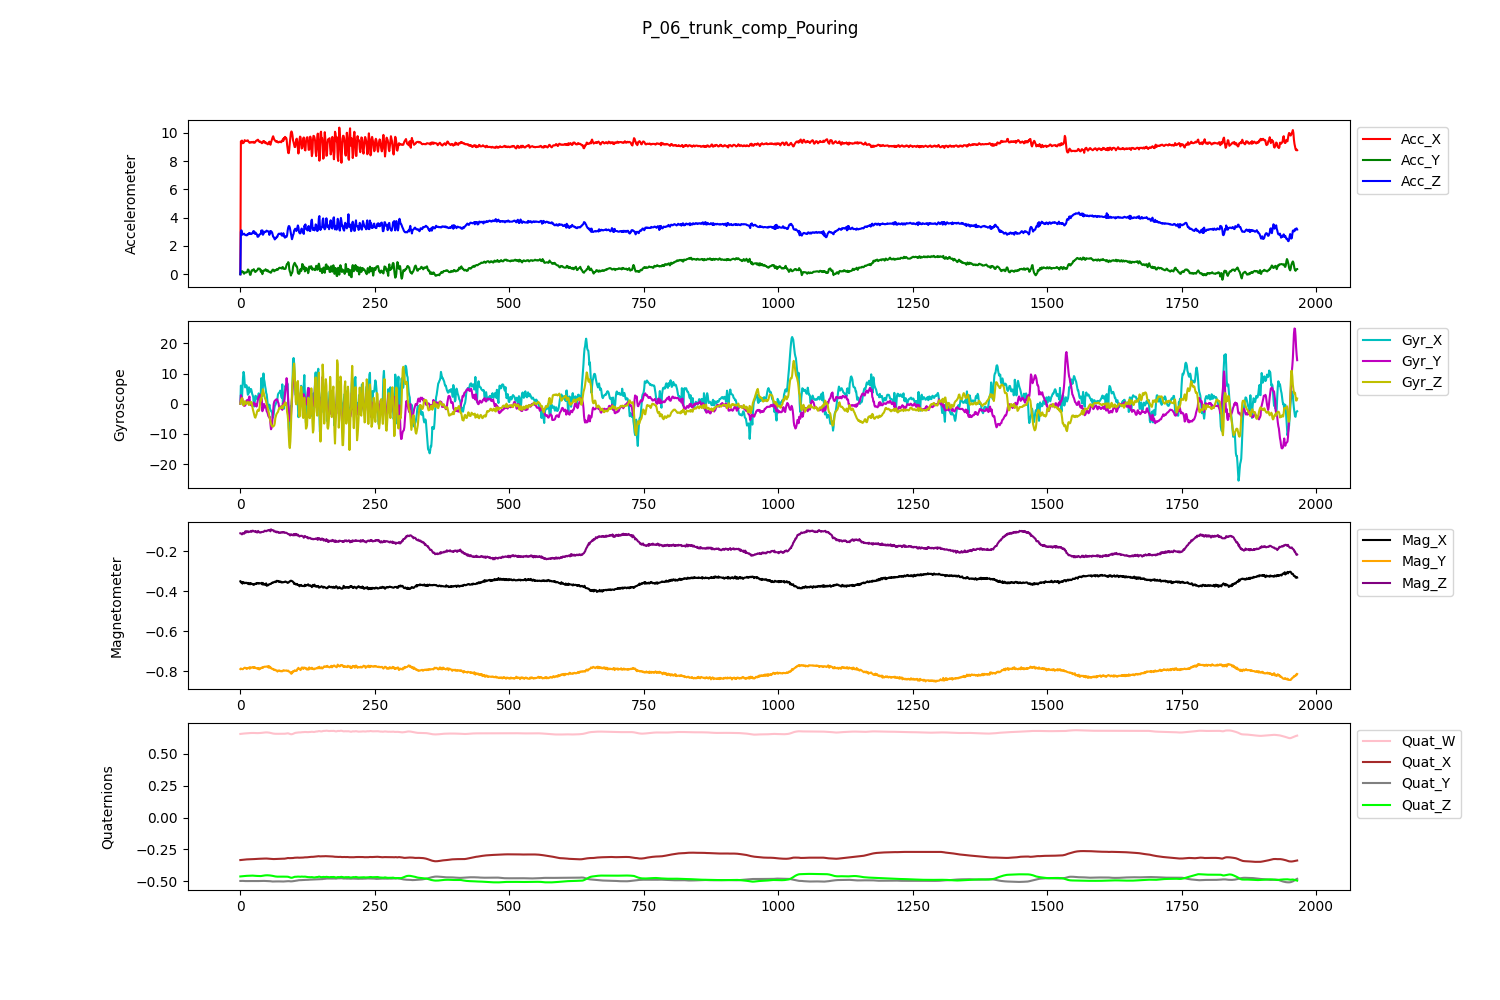 P_06_trunk_comp_Pouring
Accelerometer
10
8
6
4
2
0
0 250 500 750 1000 1250 1500 1750 2000
Acc_X
Acc_Y
Acc_Z
Gyroscope
20
10
0
−10
−20
0 250 500 750 1000 1250 1500 1750 2000
Gyr_X
Gyr_Y
Gyr_Z
Magnetometer
−0.2
−0.4
−0.6
−0.8
0 250 500 750 1000 1250 1500 1750 2000
Mag_X
Mag_Y
Mag_Z
Quaternions
0.50
0.25
0.00
−0.25
−0.50
0 250 500 750 1000 1250 1500 1750 2000
Quat_W
Quat_X
Quat_Y
Quat_Z